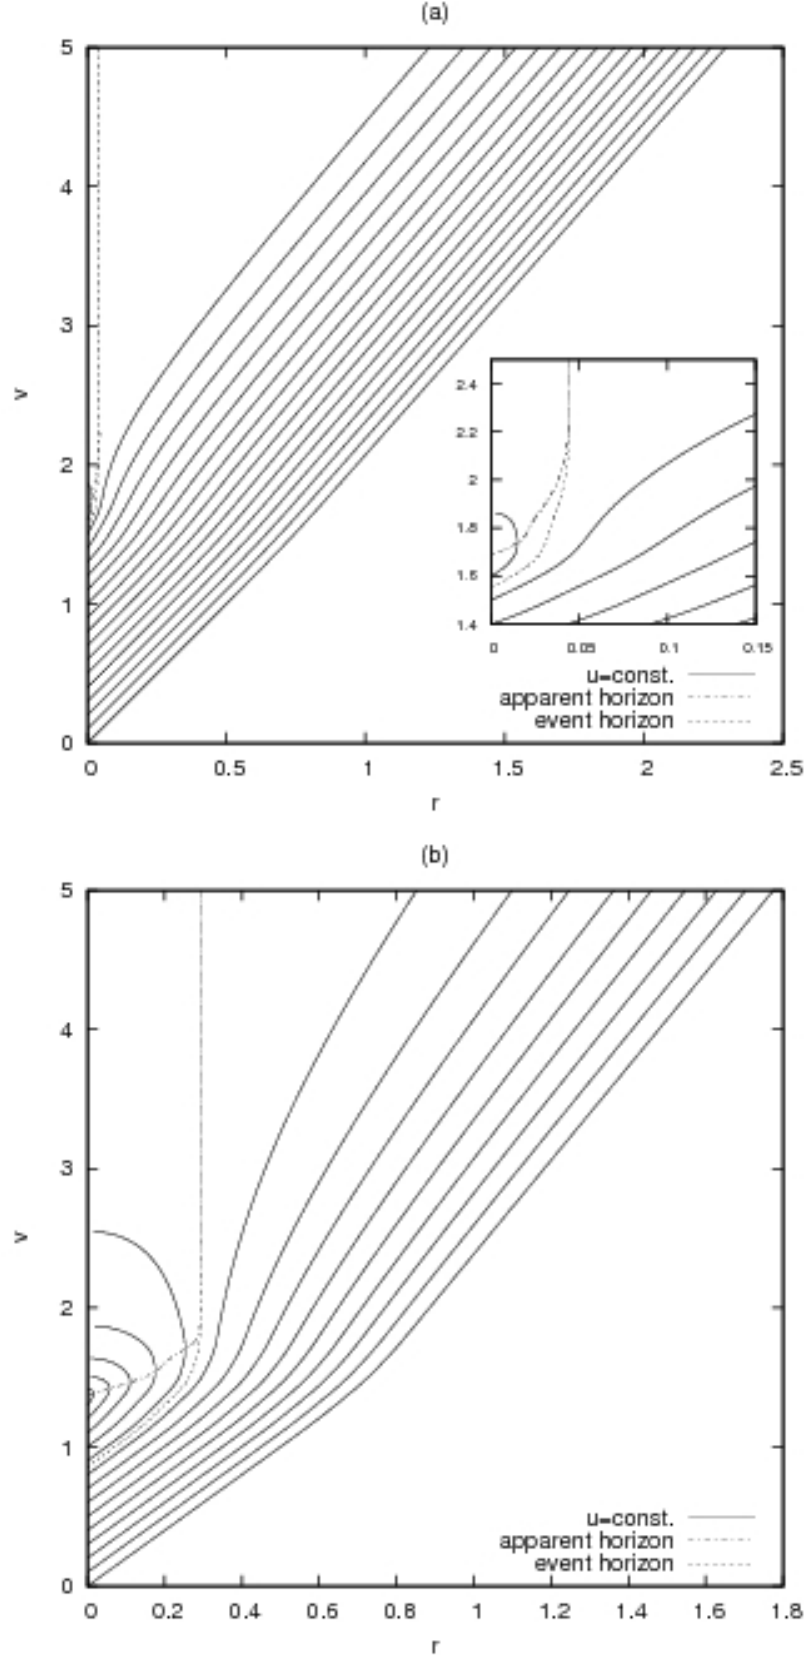 (a)
5
4
3
v
2
1
0
2.4
2.2
2
1.8
1.6
1.4
0 0.05 0.1 0.15
u=const.
apparent horizon
event horizon
0 0.5 1 1.5 2 2.5
r
(b)
5
4
3
v
2
1
0
u=const.
apparent horizon
event horizon
0 0.2 0.4 0.6 0.8 1 1.2 1.4 1.6 1.8
r